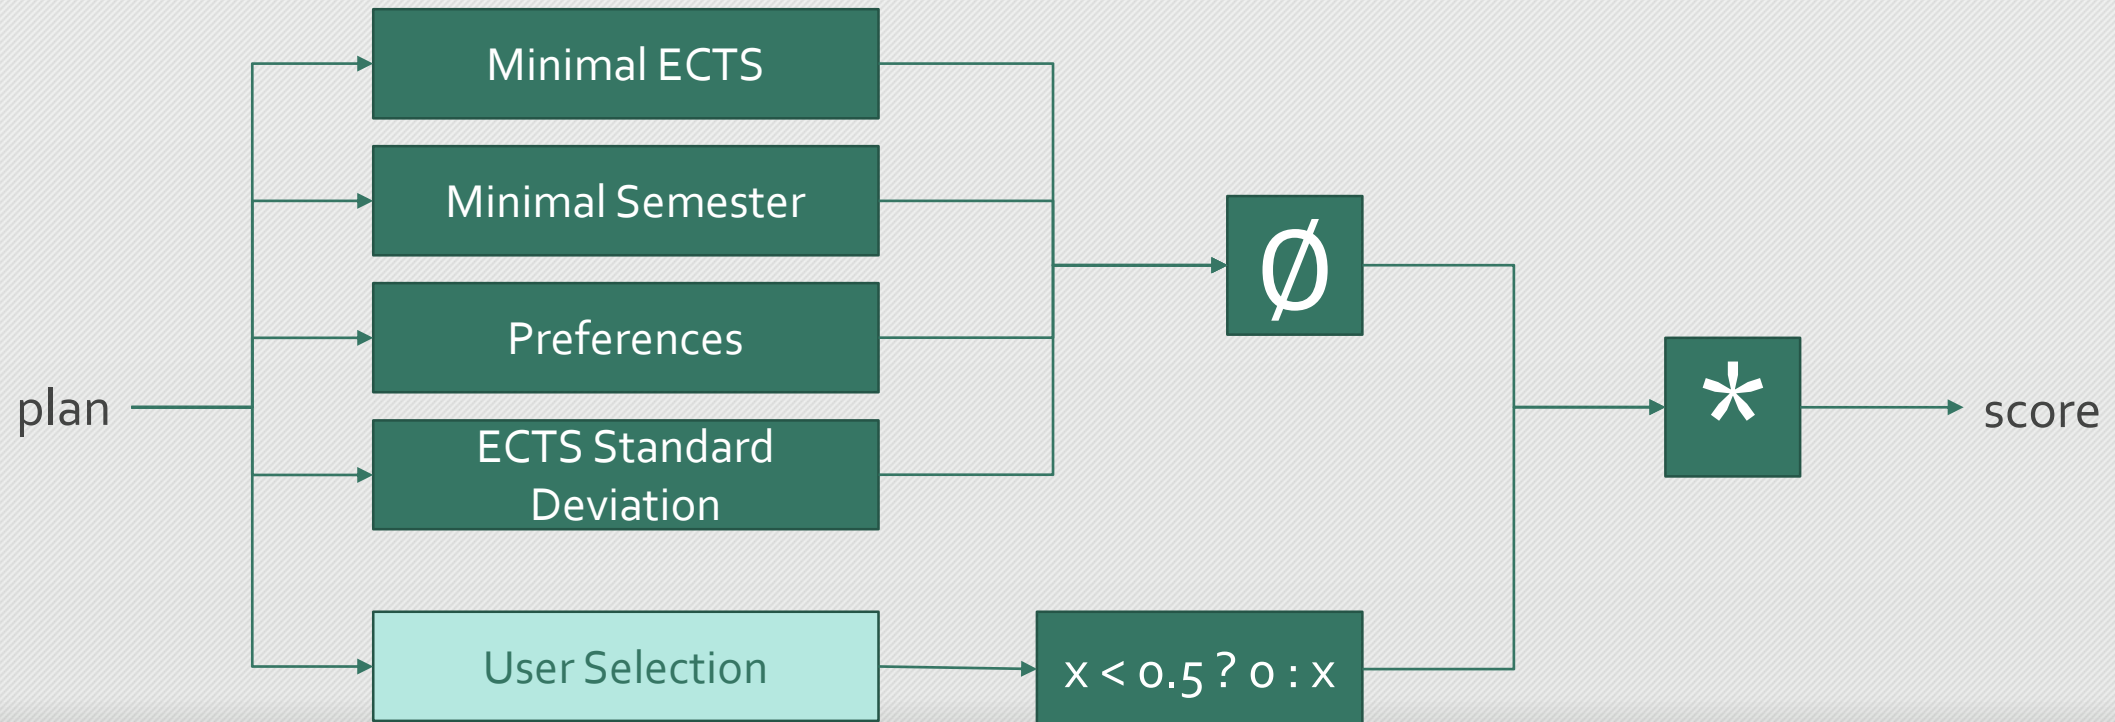 Minimal ECTS
Minimal Semester
Ø
Preferences
*
plan
score
ECTS Standard
Deviation
User Selection
x < 0.5 ? 0 : x